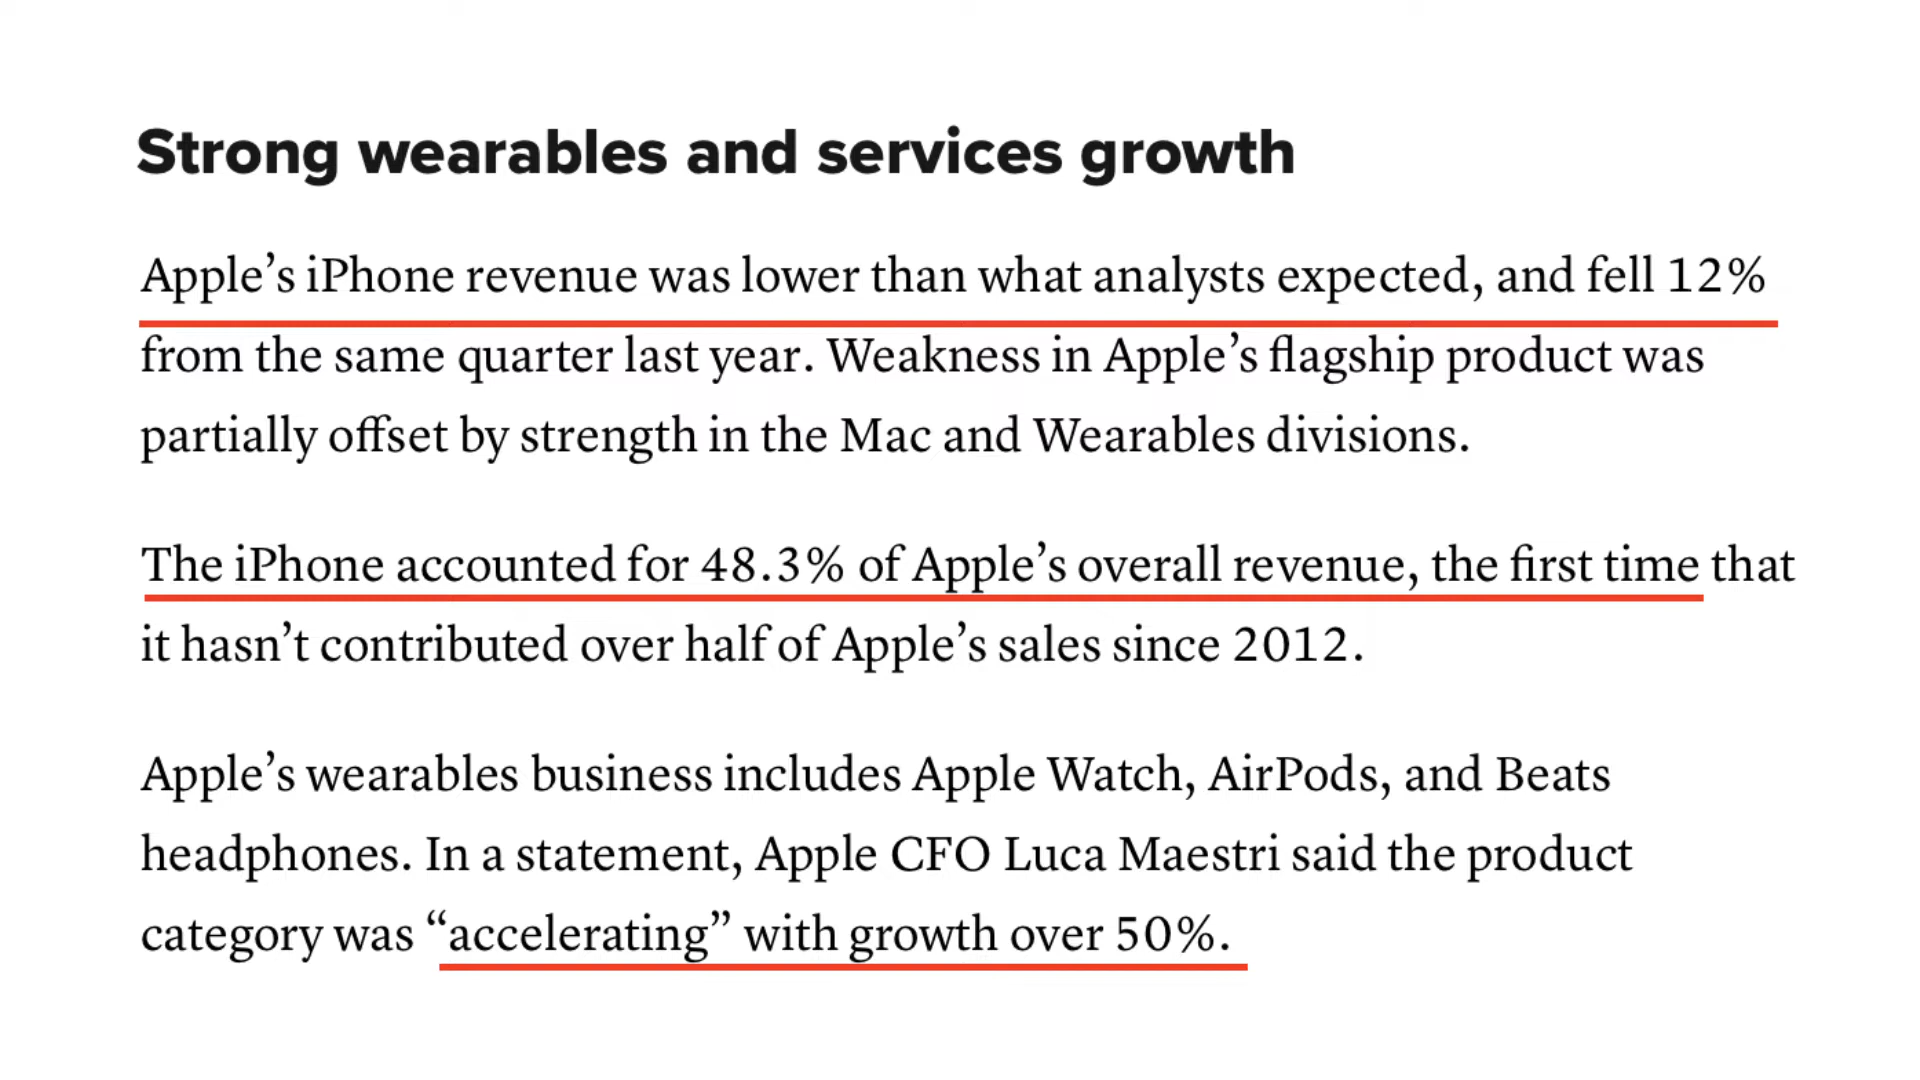 Strong wearables and services growth
Apple’s iPhone revenue was lower than what analysts expected, and fell 12%
from the same quarter last year. Weakness in Apple’s flagship product was
partially offset by strength in the Mac and Wearables divisions.
The iPhone accounted for 48.3% of Apple’s overall revenue, the first time that
it hasn’t contributed over half of Apple’s sales since 2012.
Apple’s wearables business includes Apple Watch, AirPods, and Beats
headphones. In a statement, Apple CFO Luca Maestri said the product
category was “accelerating” with growth over 50%.